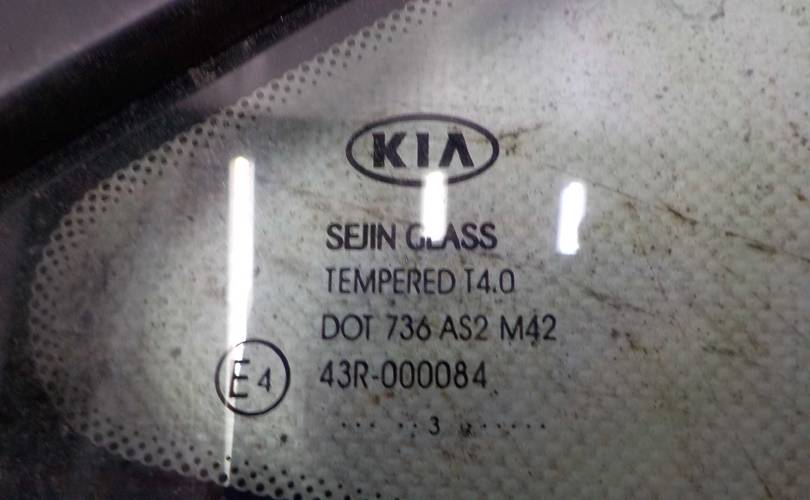 KIA
SEJIN GLASS
TEMPERED T4.0
DOT 736 AS2 M42
E4 43R-000084
... .. 3 .. ......